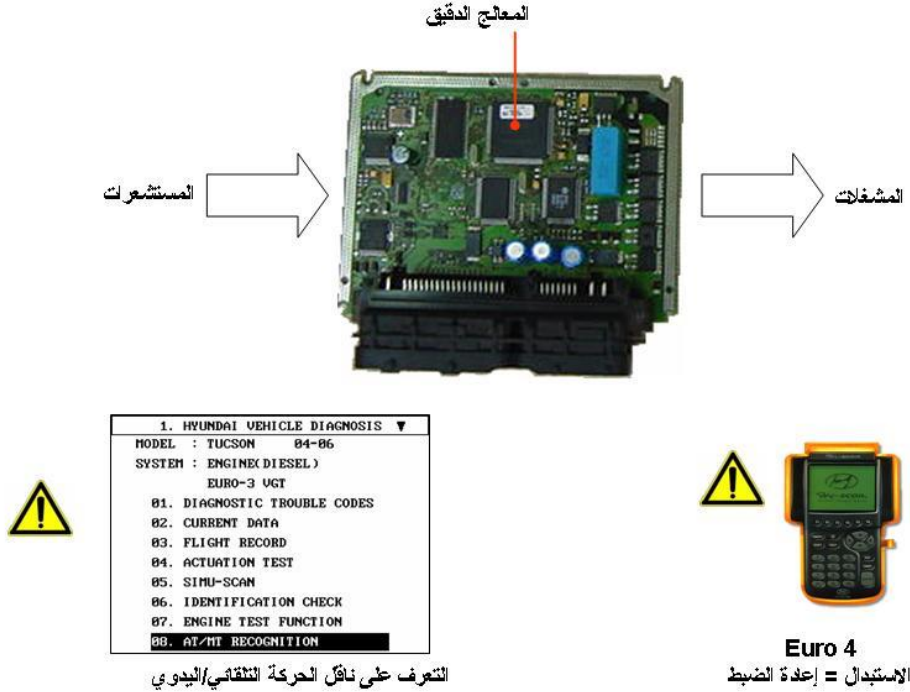 المعالج الدقيق
المستشعرات
المشغلات
1. HYUNDAI VEHICLE DIAGNOSIS ▼
MODEL : TUCSON 04-06
SYSTEM : ENGINE(DIESEL)
EURO-3 VGT
01. DIAGNOSTIC TROUBLE CODES
02. CURRENT DATA
03. FLIGHT RECORD
04. ACTUATION TEST
05. SIMU-SCAN
06. IDENTIFICATION CHECK
07. ENGINE TEST FUNCTION
08. AT/MT RECOGNITION
التعرف على ناقل الحركة التلقائي/اليدوي
Euro 4
الاستبدال = إعادة الضبط